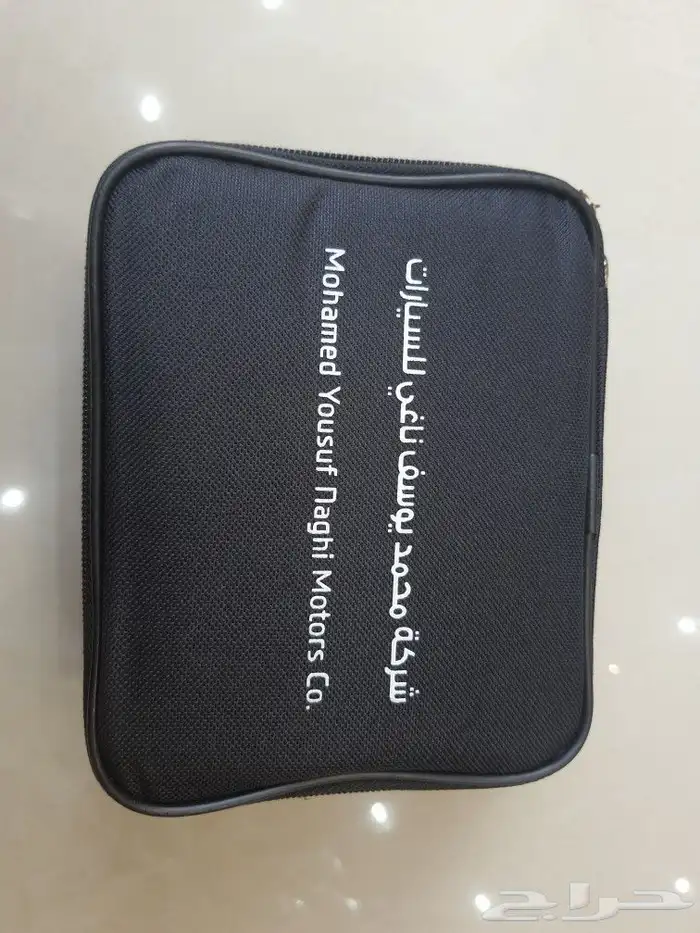 شركة محمد يوسف ناغي للسيارات
Mohamed Yousuf Naghi Motors Co.
حراج